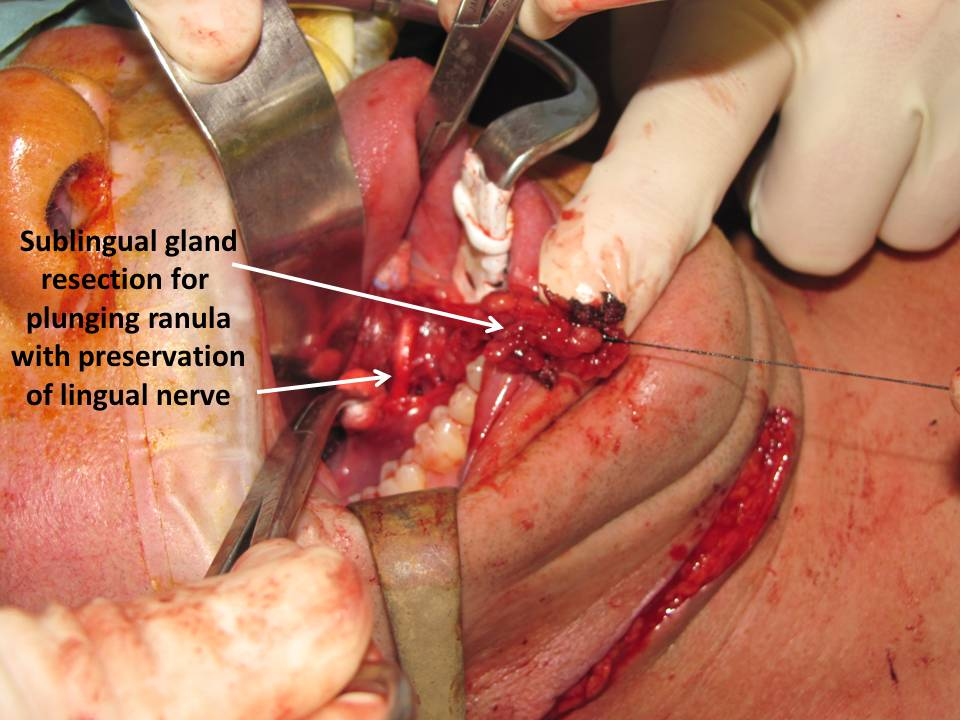 Sublingual gland
resection for
plunging ranula
with preservation
of lingual nerve